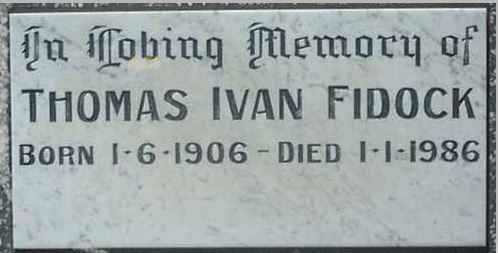 In Loving Memory of
THOMAS IVAN FIDOCK
BORN 1-6-1906 - DIED 1-1-1986